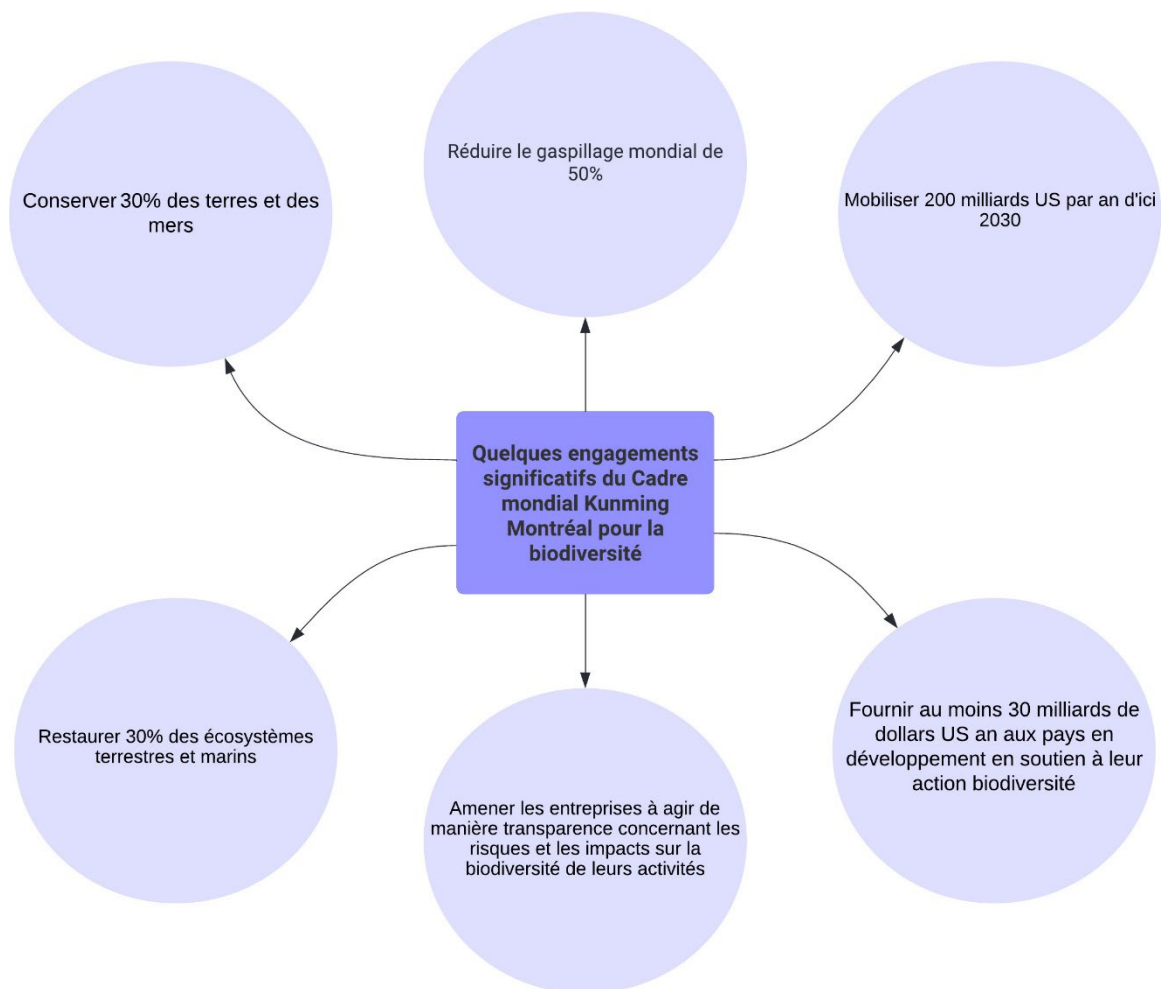 Réduire le gaspillage mondial de
50%
Conserver 30% des terres et des
mers
Mobiliser 200 milliards US par an d'ici
2030
Quelques engagements
significatifs du Cadre
mondial Kunming
Montréal pour la
biodiversité
Restaurer 30% des écosystèmes
terrestres et marins
Amener les entreprises à agir de
manière transparence concernant les
risques et les impacts sur la
biodiversité de leurs activités
Fournir au moins 30 milliards de
dollars US an aux pays en
développement en soutien à leur
action biodiversité